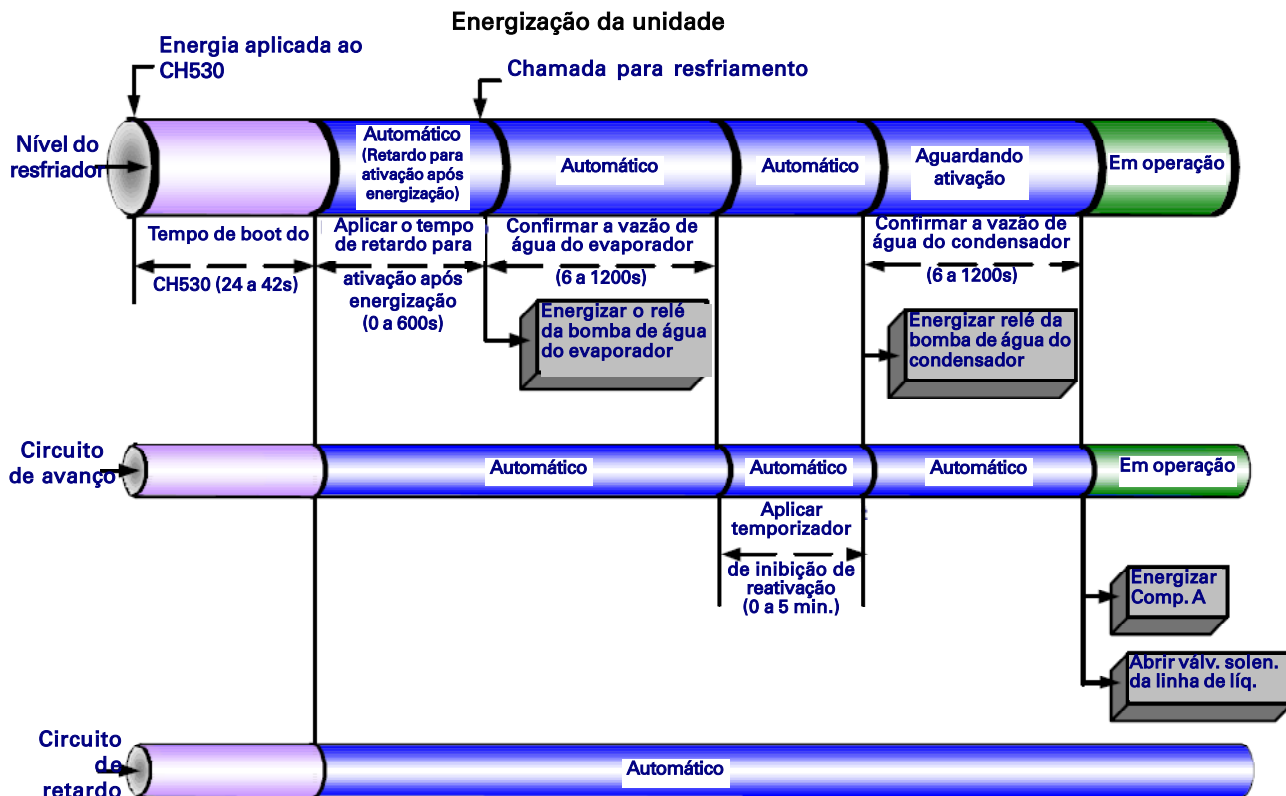 Energização da unidade
Energia aplicada ao
CH530
Chamada para resfriamento
Nível do
resfriador
Automático
(Retardo para
ativação após
energização)
Automático
Automático
Aguardando
ativação
Em operação
Tempo de boot do
CH530 (24 a 42s)
Aplicar o tempo
de retardo para
ativação após
energização
(0 a 600s)
Confirmar a vazão de
água do evaporador
(6 a 1200s)
Confirmar a vazão de
água do condensador
(6 a 1200s)
Energizar o relé
da bomba de água
do evaporador
Energizar relé da
bomba de água do
condensador
Circuito
de avanço
Automático
Automático
Automático
Em operação
Aplicar
temporizador
de inibição de
reativação
(0 a 5 min.)
Energizar
Comp. A
Abrir válv. solen.
da linha de líq.
Circuito
de
retardo
Automático